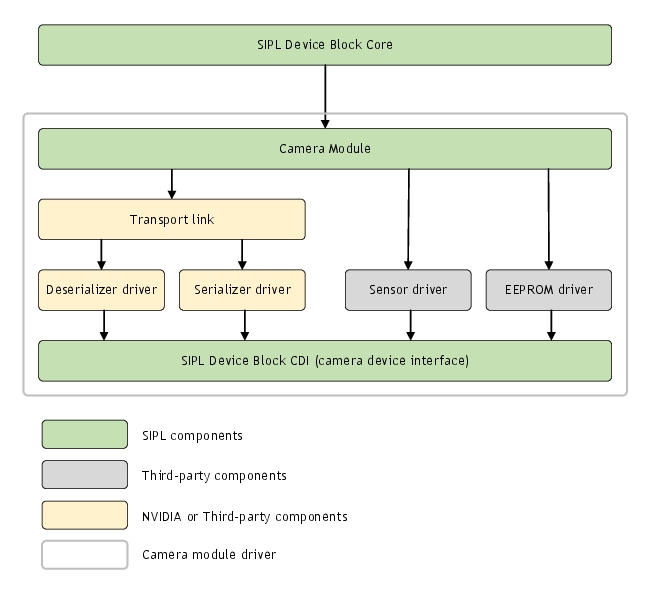 SIPL Device Block Core
Camera Module
Transport link
Deserializer driver
Serializer driver
Sensor driver
EEPROM driver
SIPL Device Block CDI (camera device interface)
SIPL components
Third-party components
NVIDIA or Third-party components
Camera module driver